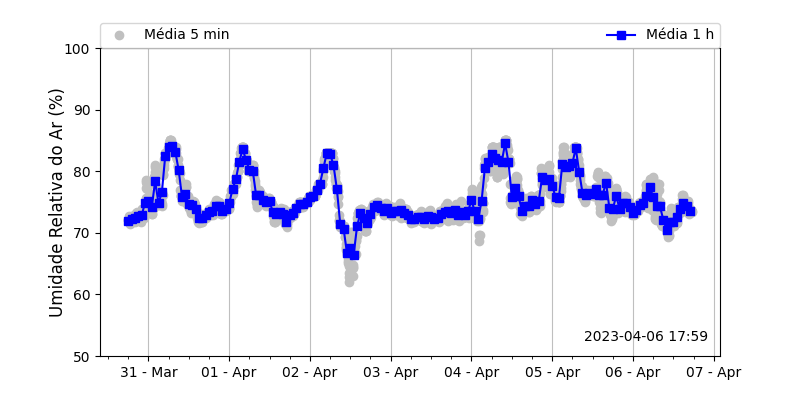 Média 5 min
Média 1 h
Umidade Relativa do Ar (%)
100
90
80
70
60
50
2023-04-06 17:59
31 - Mar
01 - Apr
02 - Apr
03 - Apr
04 - Apr
05 - Apr
06 - Apr
07 - Apr